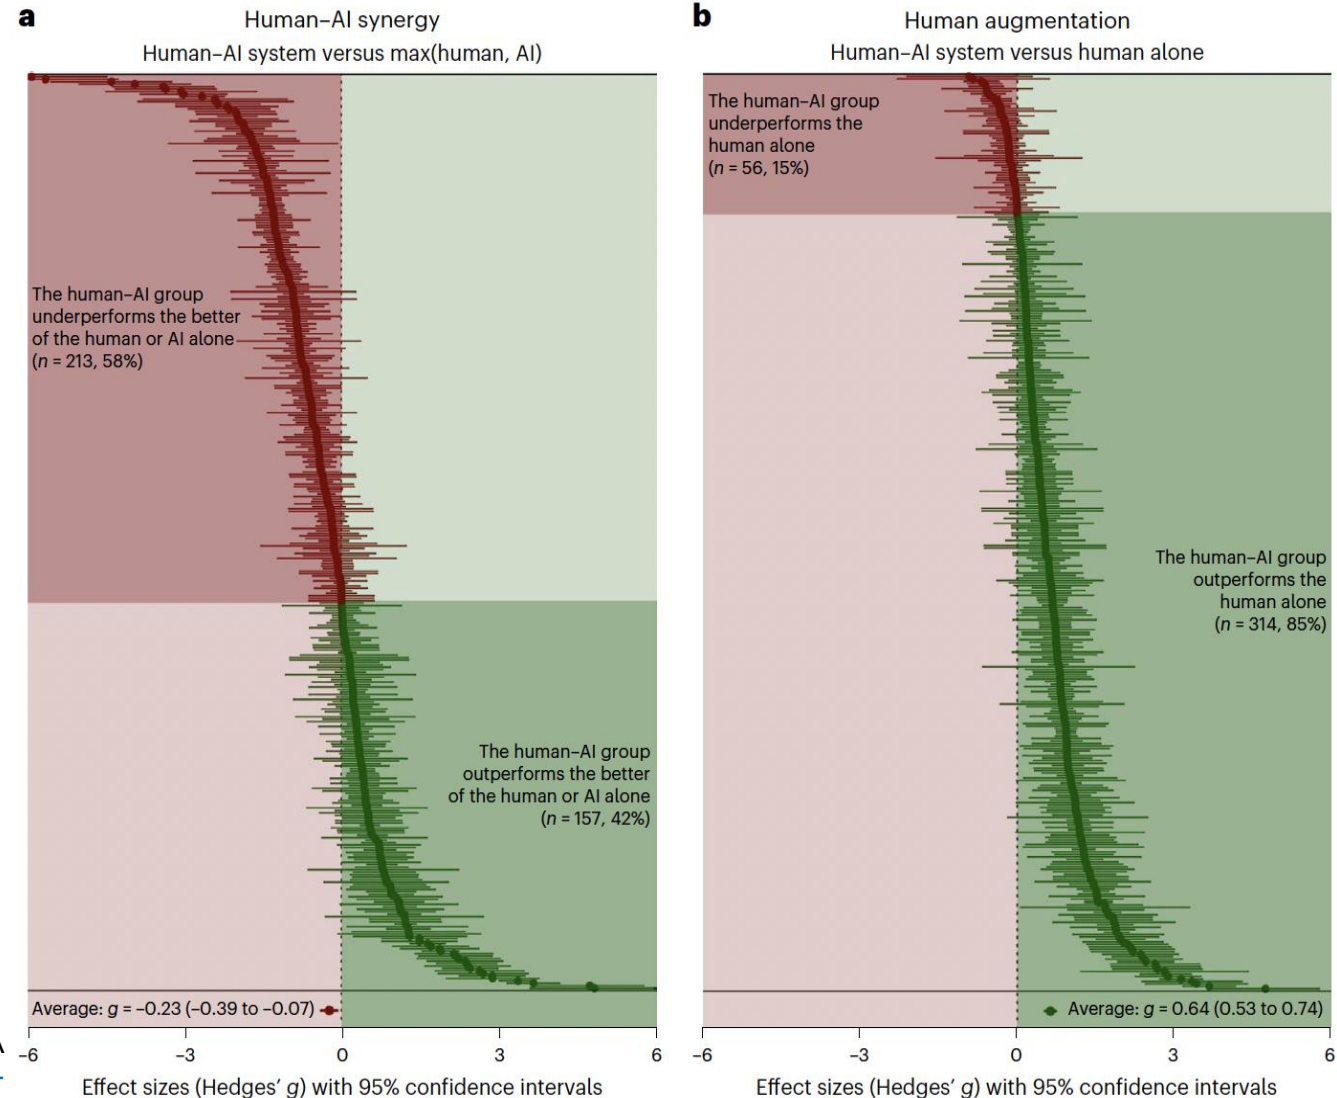 a
Human–AI synergy
Human–AI system versus max(human, AI)
The human–AI group
underperforms the better
of the human or AI alone
(n = 213, 58%)
The human–AI group
outperforms the better
of the human or AI alone
(n = 157, 42%)
Average: g = −0.23 (−0.39 to −0.07)
−6
−3
0
3
6
Effect sizes (Hedges’ g) with 95% confidence intervals
b
Human augmentation
Human–AI system versus human alone
The human–AI group
underperforms the
human alone
(n = 56, 15%)
The human–AI group
outperforms the
human alone
(n = 314, 85%)
Average: g = 0.64 (0.53 to 0.74)
−6
−3
0
3
6
Effect sizes (Hedges’ g) with 95% confidence intervals